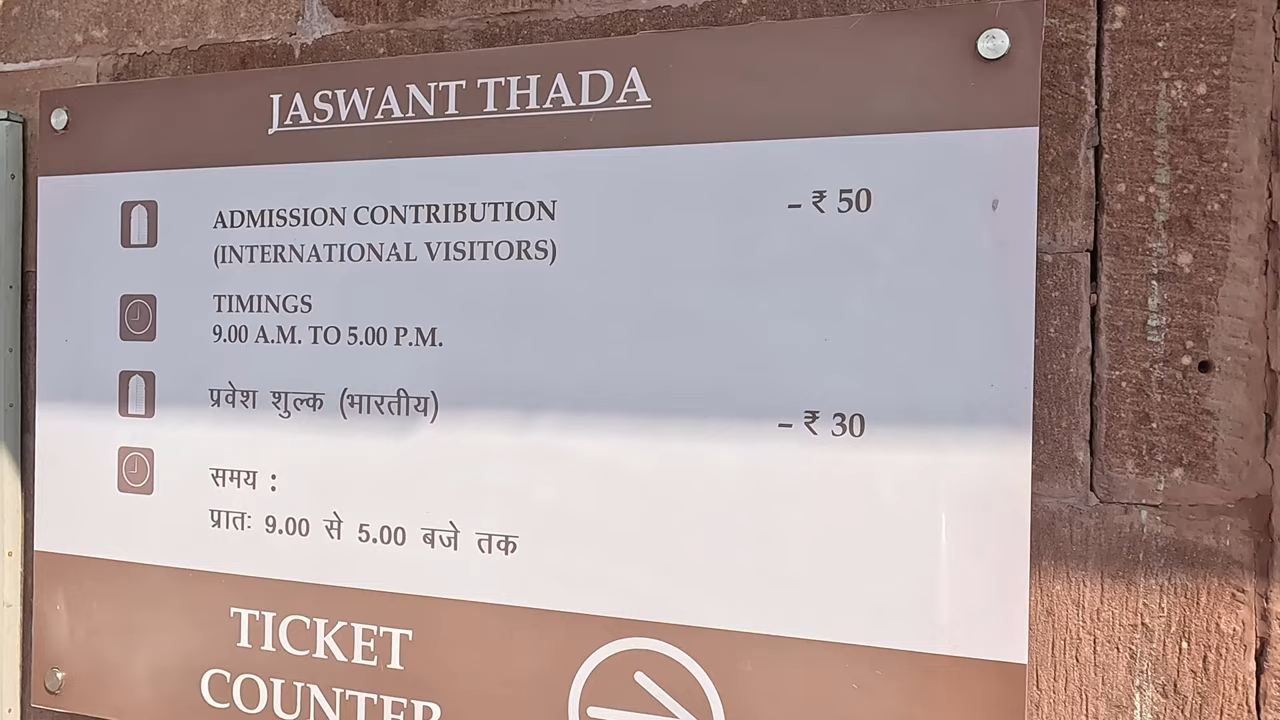 JASWANT THADA
ADMISSION CONTRIBUTION - ₹ 50
(INTERNATIONAL VISITORS)
TIMINGS
9.00 A.M. TO 5.00 P.M.
प्रवेश शुल्क (भारतीय) - ₹ 30
समय :
प्रातः 9.00 से 5.00 बजे तक
TICKET
COUNTER